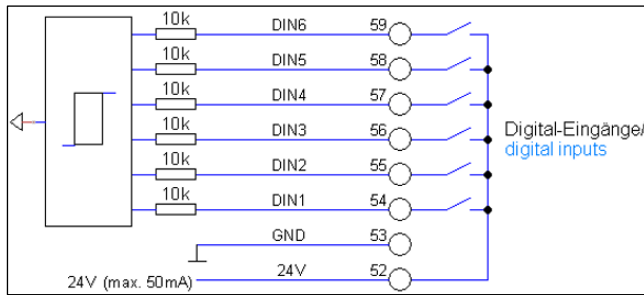 10k DIN6 59
10k DIN5 58
10k DIN4 57
10k DIN3 56
10k DIN2 55
10k DIN1 54
GND 53
24V (max. 50mA) 24V 52
Digital-Eingänge/
digital inputs